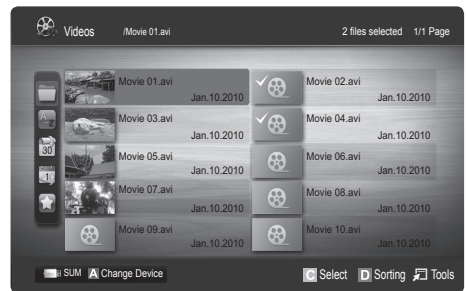 Videos /Movie 01.avi 2 files selected 1/1 Page
Movie 01.avi Movie 02.avi
Jan.10.2010 Jan.10.2010
Movie 03.avi Movie 04.avi
Jan.10.2010 Jan.10.2010
Movie 05.avi Movie 06.avi
Jan.10.2010 Jan.10.2010
Movie 07.avi Movie 08.avi
Jan.10.2010 Jan.10.2010
Movie 09.avi Movie 10.avi
Jan.10.2010 Jan.10.2010
A Z
30
1
SUM A Change Device C Select D Sorting Tools